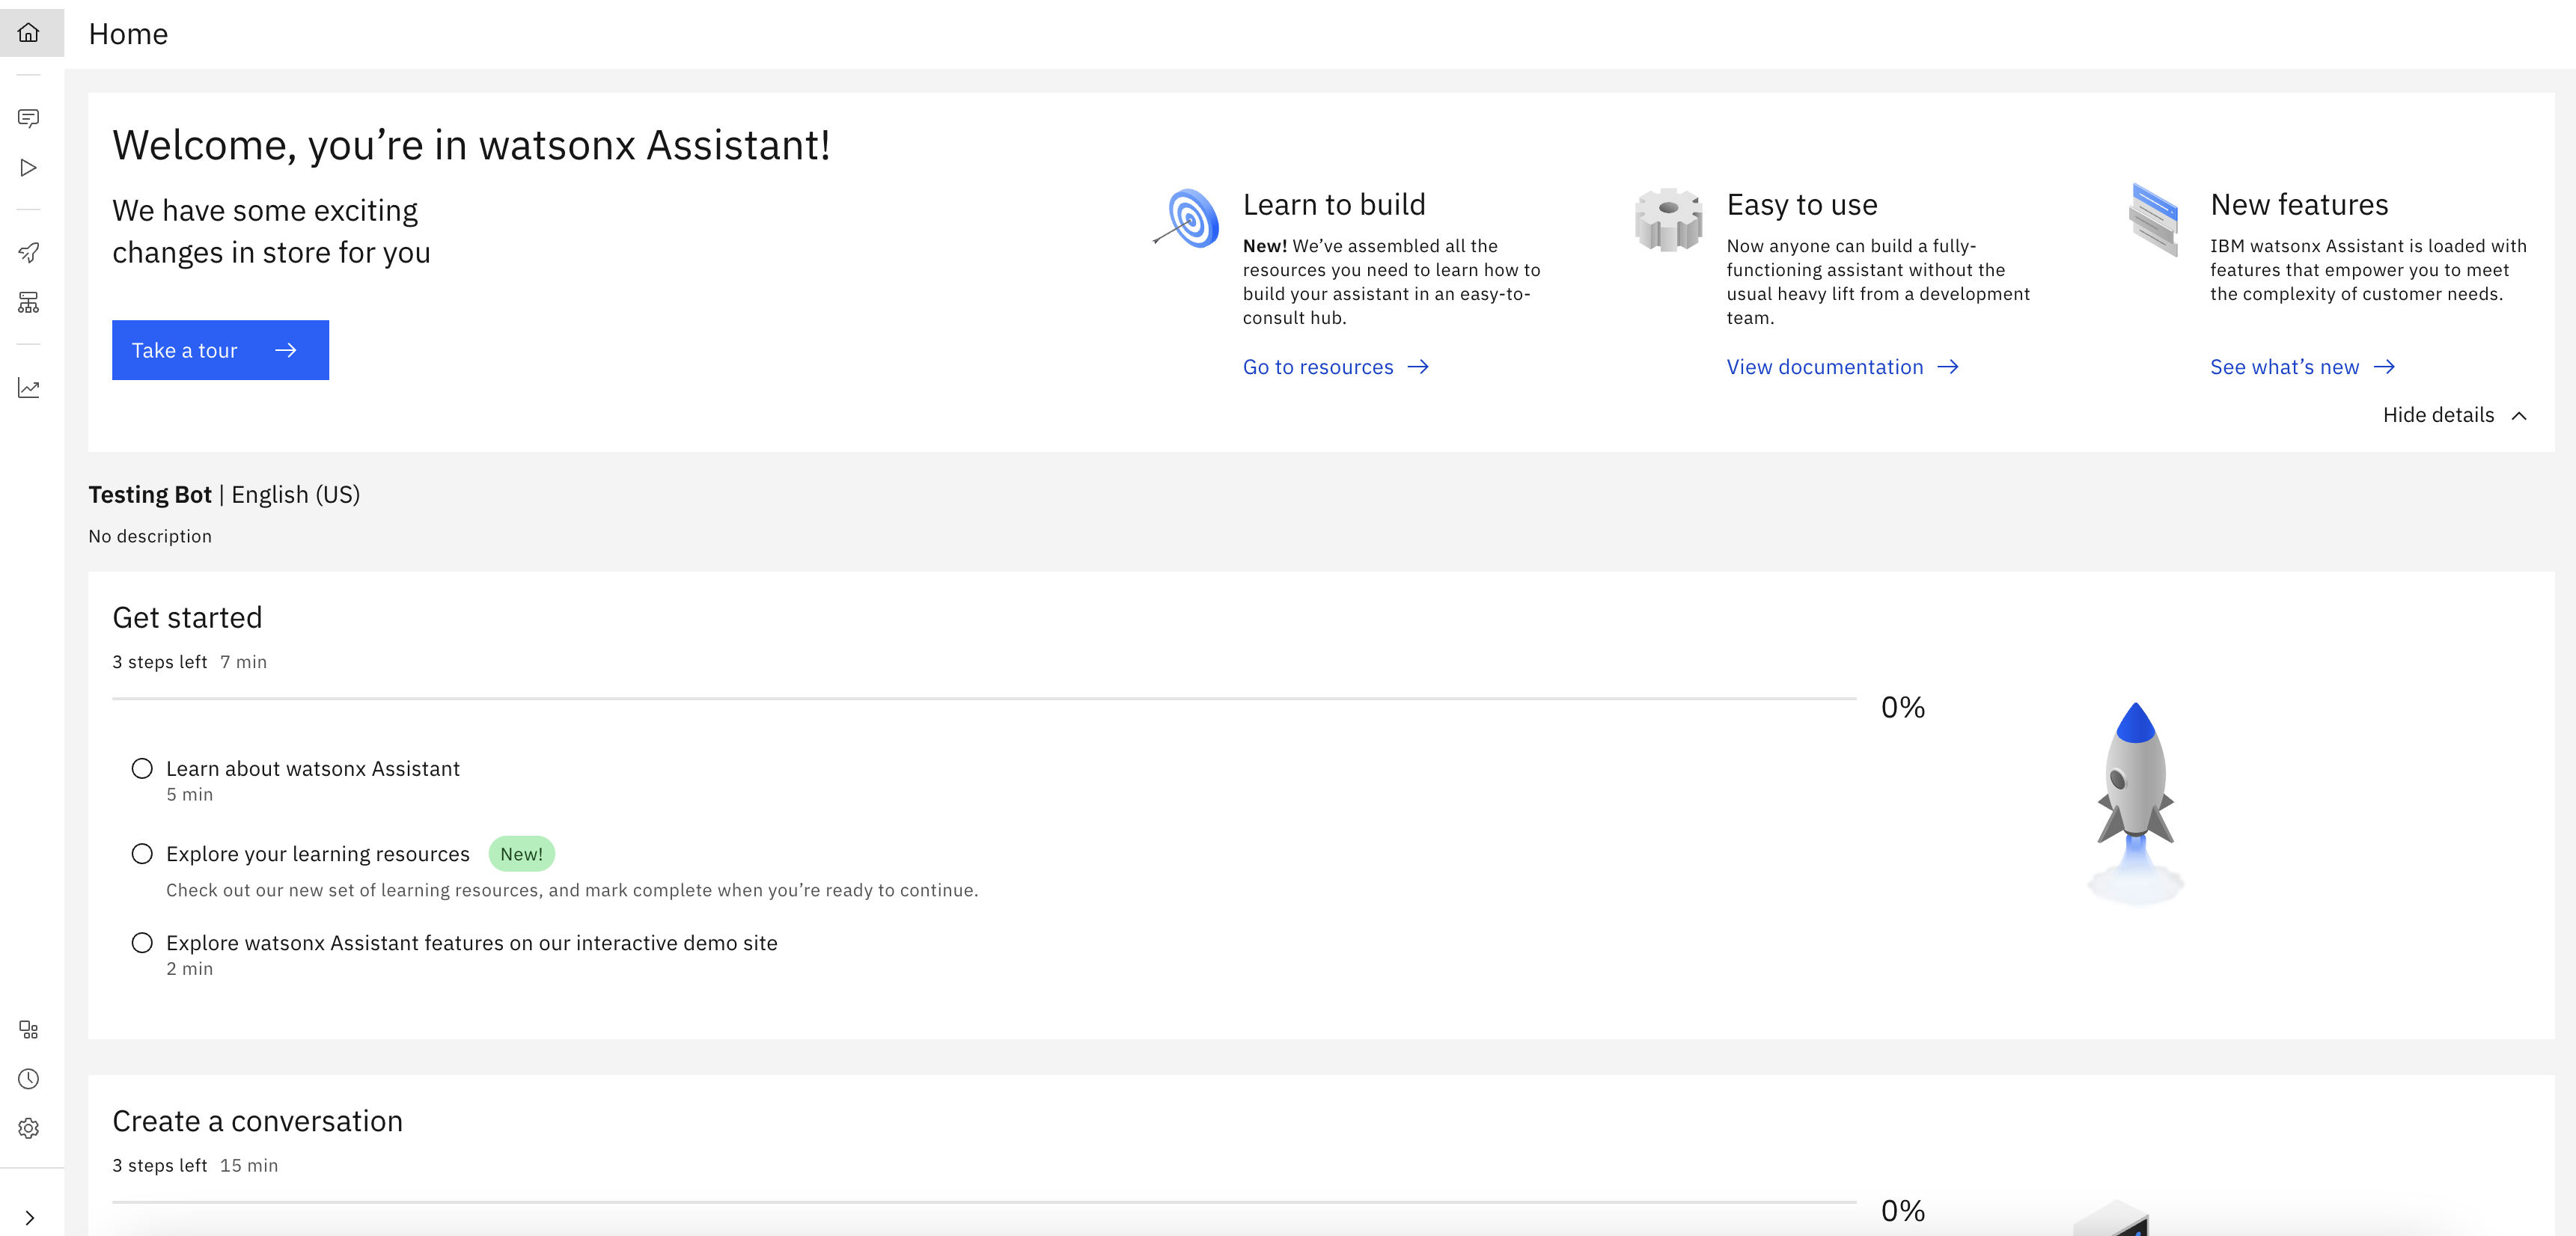 Home
Welcome, you’re in watsonx Assistant!
We have some exciting
changes in store for you
Take a tour
Learn to build
New! We’ve assembled all the
resources you need to learn how to
build your assistant in an easy-to-
consult hub.
Go to resources
Easy to use
Now anyone can build a fully-
functioning assistant without the
usual heavy lift from a development
team.
View documentation
New features
IBM watsonx Assistant is loaded with
features that empower you to meet
the complexity of customer needs.
See what’s new
Hide details
Testing Bot | English (US)
No description
Get started
3 steps left 7 min
0%
Learn about watsonx Assistant
5 min
Explore your learning resources New!
Check out our new set of learning resources, and mark complete when you’re ready to continue.
Explore watsonx Assistant features on our interactive demo site
2 min
Create a conversation
3 steps left 15 min
0%